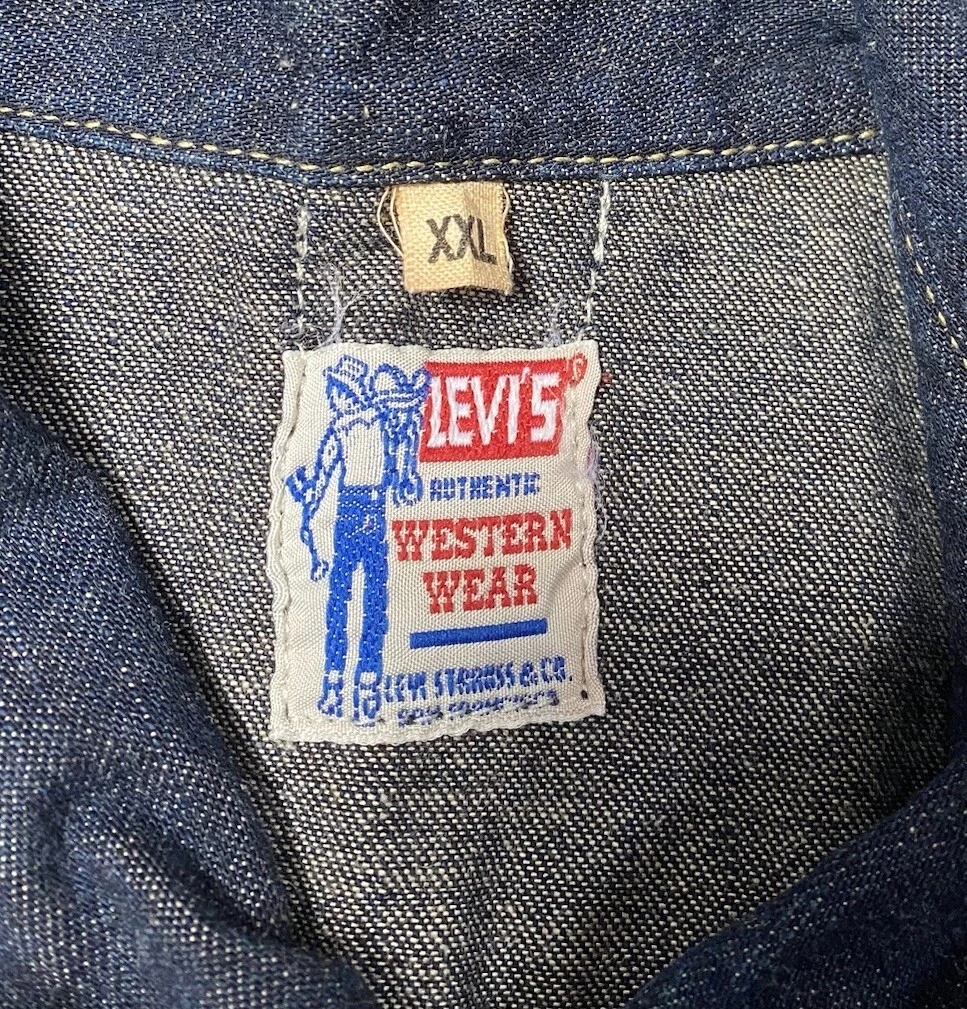 XXL
LEVI'S®
AUTHENTIC
WESTERN
WEAR
LEVI STRAUSS & CO.